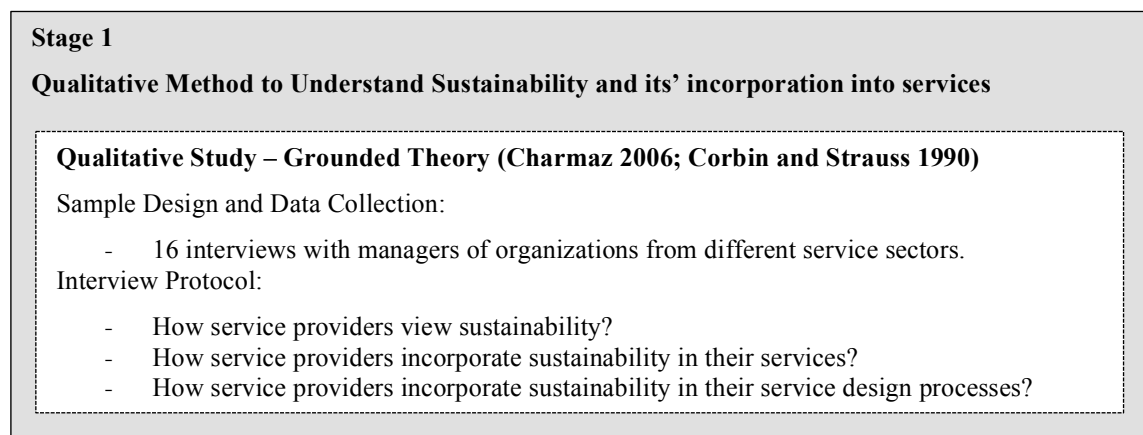 Stage 1
Qualitative Method to Understand Sustainability and its’ incorporation into services
Qualitative Study – Grounded Theory (Charmaz 2006; Corbin and Strauss 1990)
Sample Design and Data Collection:
- 16 interviews with managers of organizations from different service sectors.
Interview Protocol:
- How service providers view sustainability?
- How service providers incorporate sustainability in their services?
- How service providers incorporate sustainability in their service design processes?